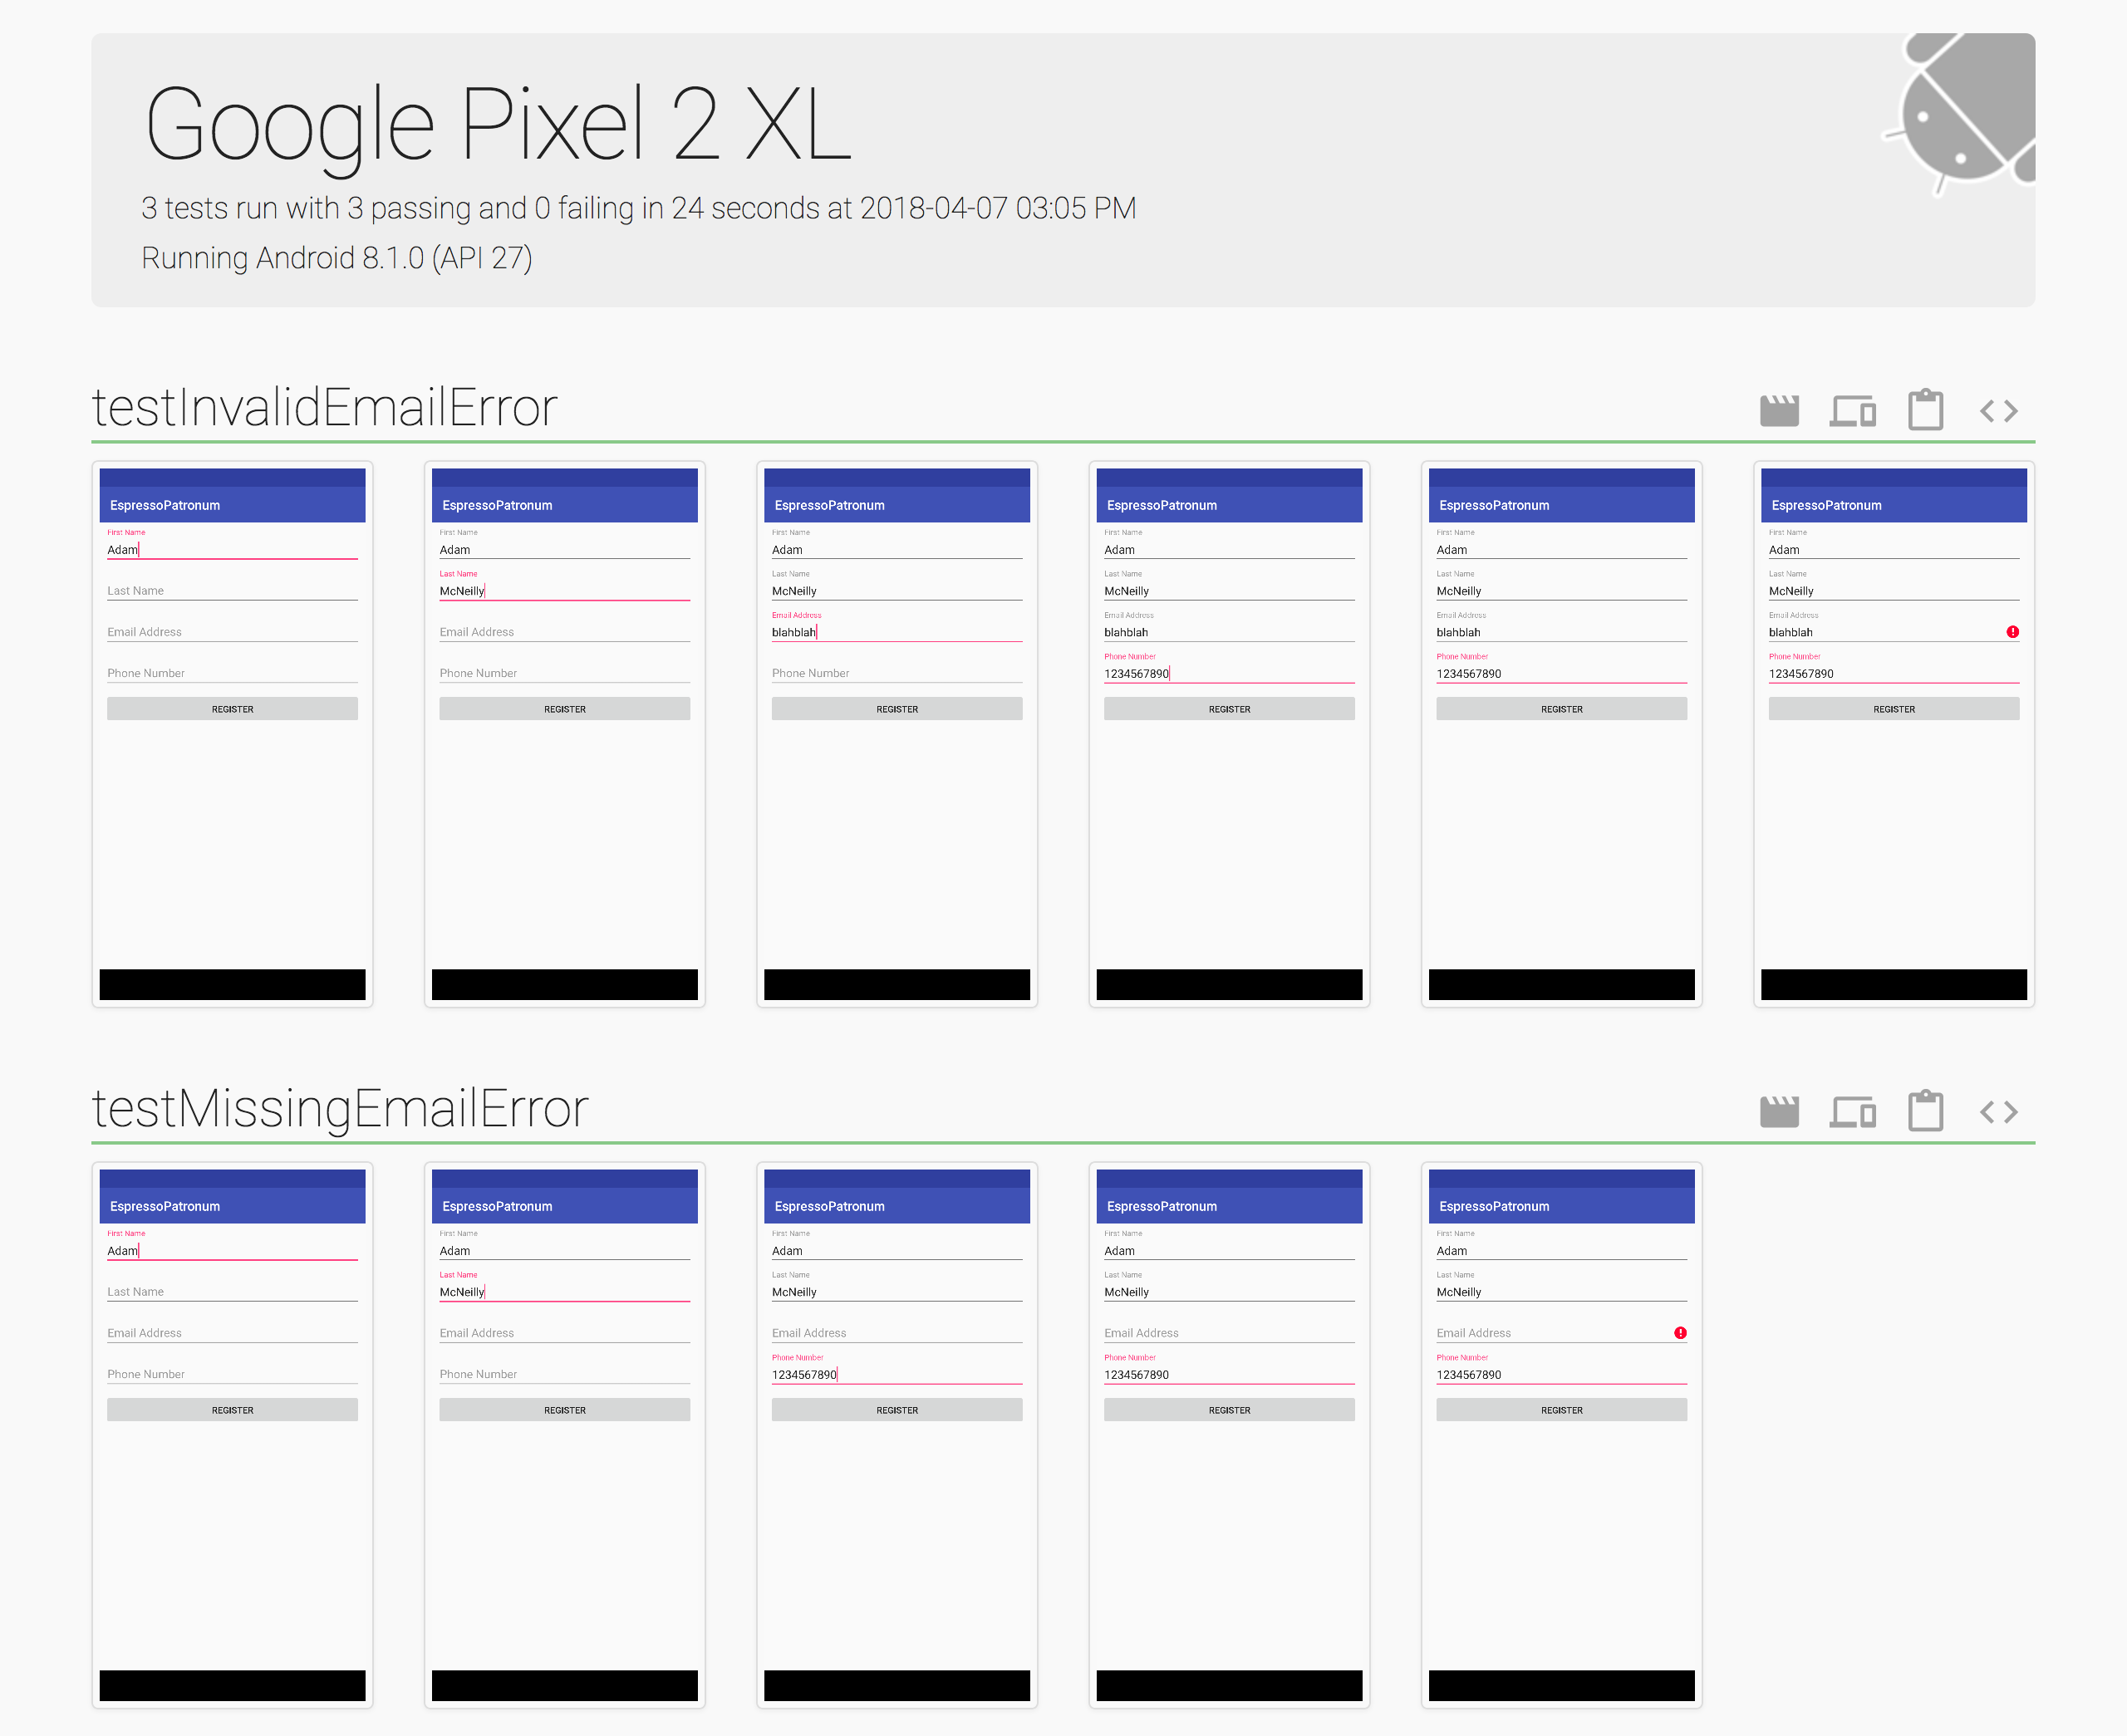 Google Pixel 2 XL
3 tests run with 3 passing and 0 failing in 24 seconds at 2018-04-07 03:05 PM
Running Android 8.1.0 (API 27)
testInvalidEmailError
EspressoPatronum
First Name
Adam
Last Name
Email Address
Phone Number
REGISTER
EspressoPatronum
First Name
Adam
Last Name
McNeilly
Email Address
Phone Number
REGISTER
EspressoPatronum
First Name
Adam
Last Name
McNeilly
Email Address
blahblah
Phone Number
REGISTER
EspressoPatronum
First Name
Adam
Last Name
McNeilly
Email Address
blahblah
Phone Number
1234567890
REGISTER
EspressoPatronum
First Name
Adam
Last Name
McNeilly
Email Address
blahblah
Phone Number
1234567890
REGISTER
EspressoPatronum
First Name
Adam
Last Name
McNeilly
Email Address
blahblah
Phone Number
1234567890
REGISTER
testMissingEmailError
EspressoPatronum
First Name
Adam
Last Name
Email Address
Phone Number
REGISTER
EspressoPatronum
First Name
Adam
Last Name
McNeilly
Email Address
Phone Number
REGISTER
EspressoPatronum
First Name
Adam
Last Name
McNeilly
Email Address
Phone Number
1234567890
REGISTER
EspressoPatronum
First Name
Adam
Last Name
McNeilly
Email Address
Phone Number
1234567890
REGISTER
EspressoPatronum
First Name
Adam
Last Name
McNeilly
Email Address
Phone Number
1234567890
REGISTER